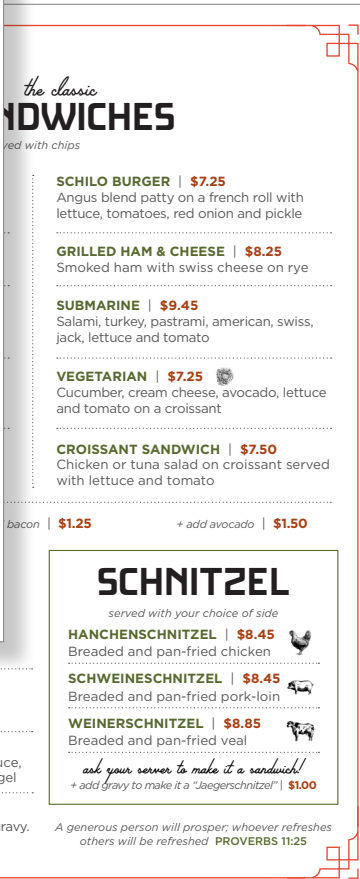 the classic
NDWICHES
ved with chips
SCHILO BURGER | $7.25
Angus blend patty on a french roll with
lettuce, tomatoes, red onion and pickle
GRILLED HAM & CHEESE | $8.25
Smoked ham with swiss cheese on rye
SUBMARINE | $9.45
Salami, turkey, pastrami, american, swiss,
jack, lettuce and tomato
VEGETARIAN | $7.25
Cucumber, cream cheese, avocado, lettuce
and tomato on a croissant
CROISSANT SANDWICH | $7.50
Chicken or tuna salad on croissant served
with lettuce and tomato
bacon | $1.25 + add avocado | $1.50
SCHNITZEL
served with your choice of side
HANCHENSCHNITZEL | $8.45
Breaded and pan-fried chicken
SCHWEINESCHNITZEL | $8.45
Breaded and pan-fried pork-loin
WEINERSCHNITZEL | $8.85
Breaded and pan-fried veal
ask your server to make it a sandwich!
+ add gravy to make it a “Jaegerschnitzel” | $1.00
uce,
gel
ravy.
A generous person will prosper; whoever refreshes
others will be refreshed PROVERBS 11:25